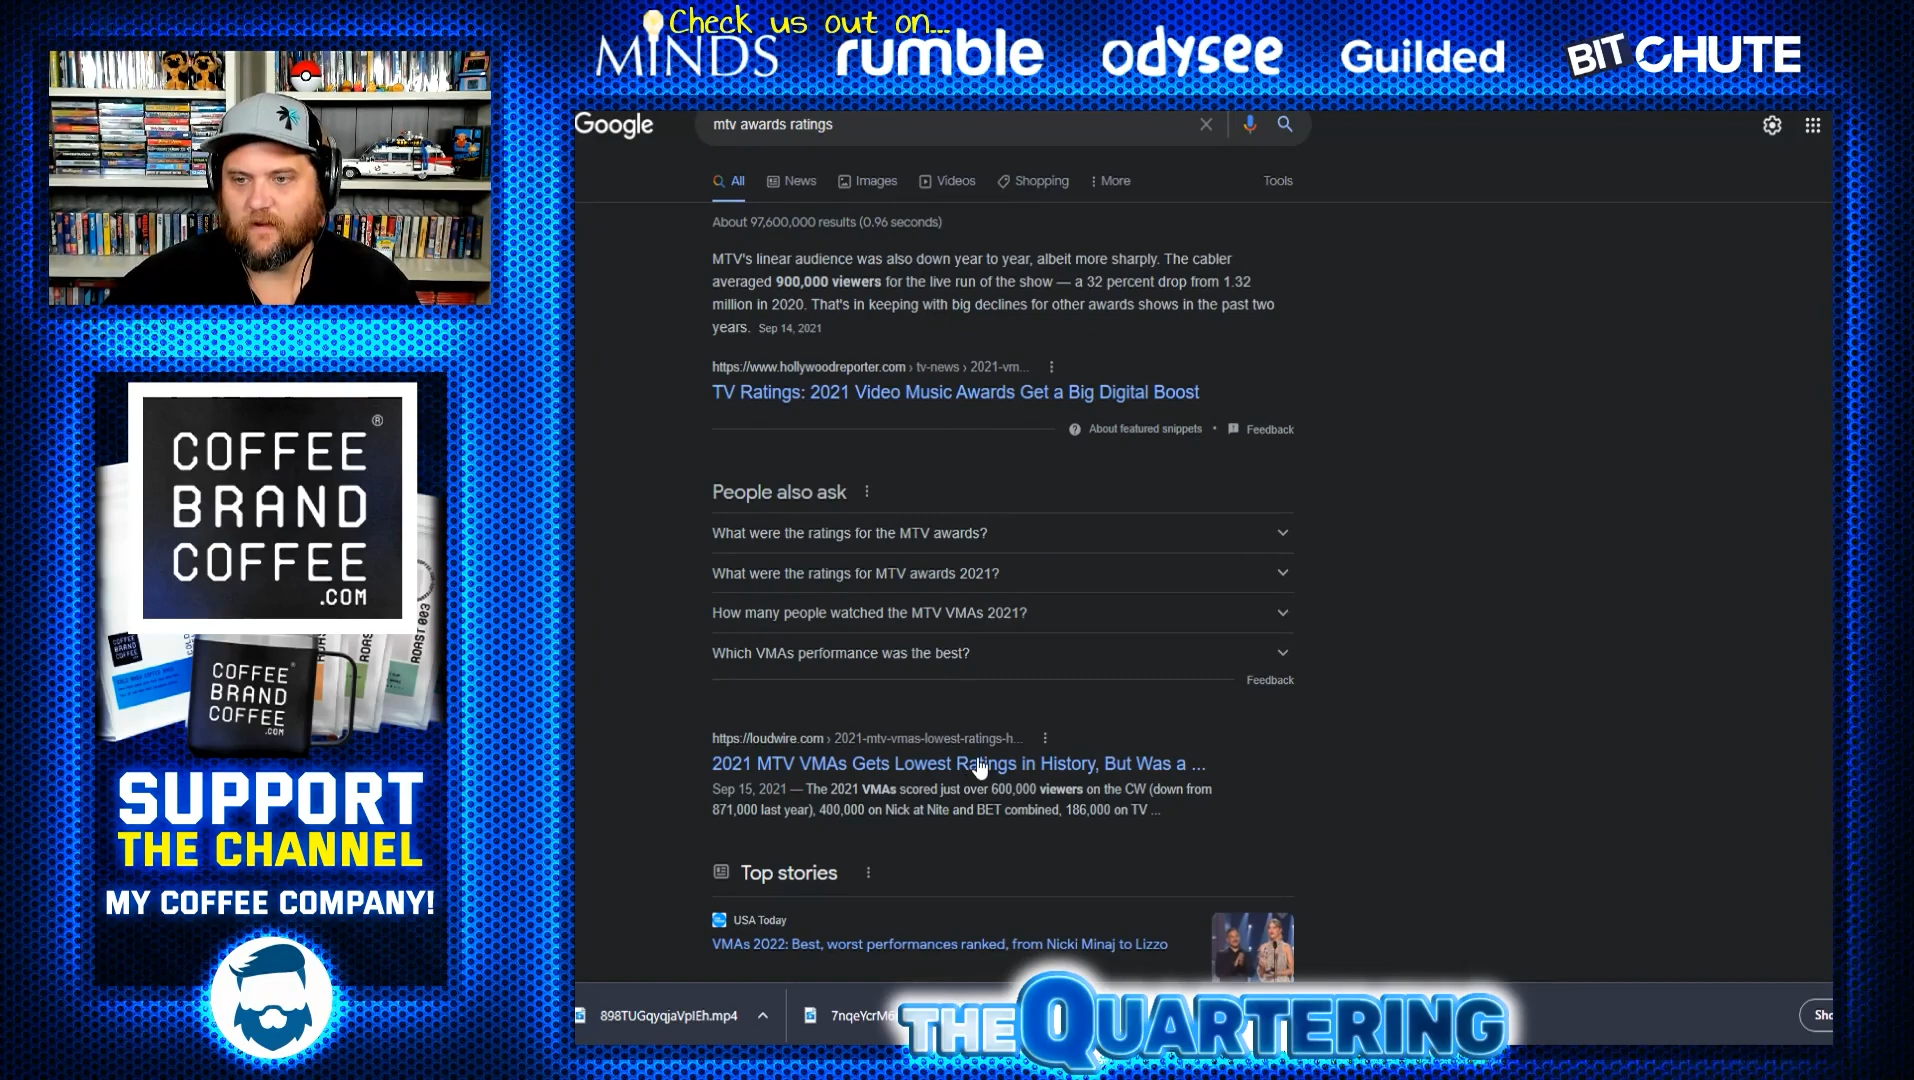 Check us out on...
MINDS
rumble
odysee
Guilded
BITCHUTE
Google
mtv awards ratings
All
News
Images
Videos
Shopping
More
Tools
About 97,600,000 results (0.96 seconds)
MTV's linear audience was also down year to year, albeit more sharply. The cabler
averaged 900,000 viewers for the live run of the show — a 32 percent drop from 1.32
million in 2020. That's in keeping with big declines for other awards shows in the past two
years. Sep 14, 2021
https://www.hollywoodreporter.com › tv-news › 2021-vm...
TV Ratings: 2021 Video Music Awards Get a Big Digital Boost
About featured snippets • Feedback
People also ask
What were the ratings for the MTV awards?
What were the ratings for MTV awards 2021?
How many people watched the MTV VMAs 2021?
Which VMAs performance was the best?
Feedback
https://loudwire.com › 2021-mtv-vmas-lowest-ratings-h...
2021 MTV VMAs Gets Lowest Ratings in History, But Was a ...
Sep 15, 2021 — The 2021 VMAs scored just over 600,000 viewers on the CW (down from
871,000 last year), 400,000 on Nick at Nite and BET combined, 186,000 on TV ...
Top stories
USA Today
VMAs 2022: Best, worst performances ranked, from Nicki Minaj to Lizzo
898TUGqyqjaVpIEh.mp4
7nqeYcrM6
Sho
THE QUARTERING
COFFEE
BRAND
COFFEE
.COM
®
COFFEE
BRAND
COFFEE
.COM
ROAST 003
SUPPORT
THE CHANNEL
MY COFFEE COMPANY!